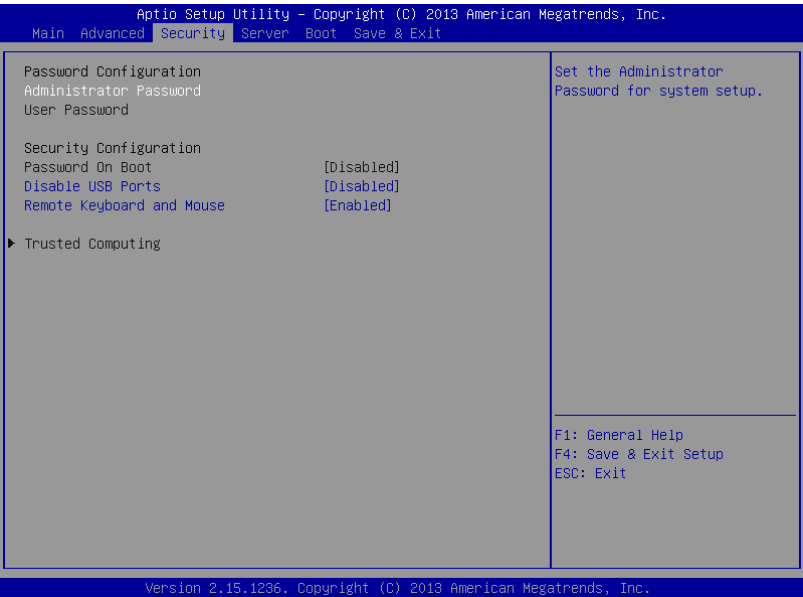 Aptio Setup Utility – Copyright (C) 2013 American Megatrends, Inc.
Main Advanced Security Server Boot Save & Exit
Password Configuration
Administrator Password
User Password
Security Configuration
Password On Boot [Disabled]
Disable USB Ports [Disabled]
Remote Keyboard and Mouse [Enabled]
Trusted Computing
Set the Administrator
Password for system setup.
F1: General Help
F4: Save & Exit Setup
ESC: Exit
Version 2.15.1236. Copyright (C) 2013 American Megatrends, Inc.